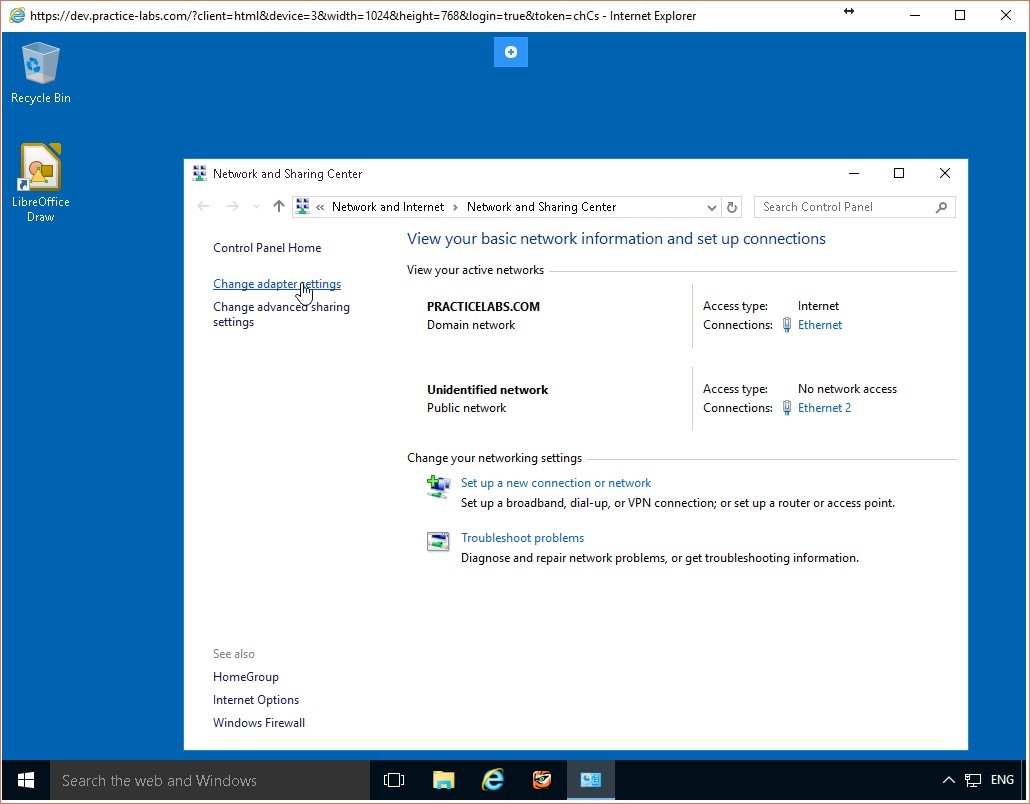 https://dev.practice-labs.com/?client=html&device=3&width=1024&height=768&login=true&token=chCs - Internet Explorer
Recycle Bin
LibreOffice
Draw
Network and Sharing Center
« Network and Internet › Network and Sharing Center
Search Control Panel
Control Panel Home
Change adapter settings
Change advanced sharing
settings
View your basic network information and set up connections
View your active networks
PRACTICELABS.COM
Domain network
Access type: Internet
Connections: Ethernet
Unidentified network
Public network
Access type: No network access
Connections: Ethernet 2
Change your networking settings
Set up a new connection or network
Set up a broadband, dial-up, or VPN connection; or set up a router or access point.
Troubleshoot problems
Diagnose and repair network problems, or get troubleshooting information.
See also
HomeGroup
Internet Options
Windows Firewall
Search the web and Windows
ENG